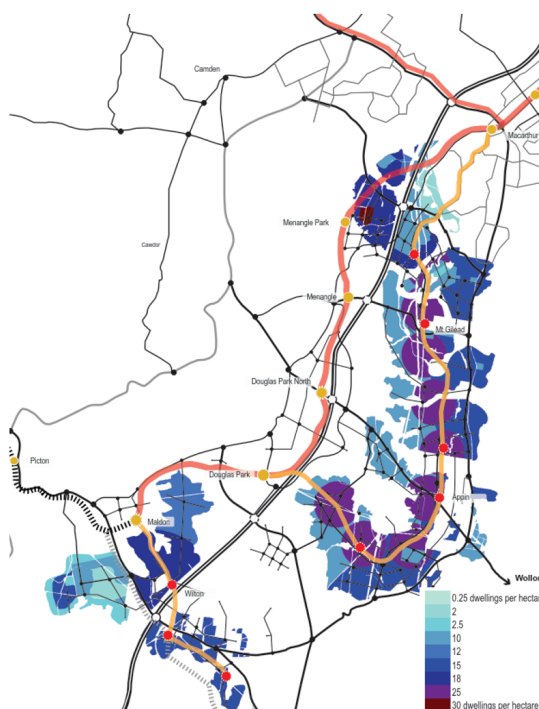 Camden
Macarthur
Menangle Park
Cawdor
Menangle
Mt Gilead
Douglas Park North
Picton
Douglas Park
Appin
Maldon
Wilton
0.25 dwellings per hectare
2
2.5
10
12
15
18
25
30 dwellings per hectare